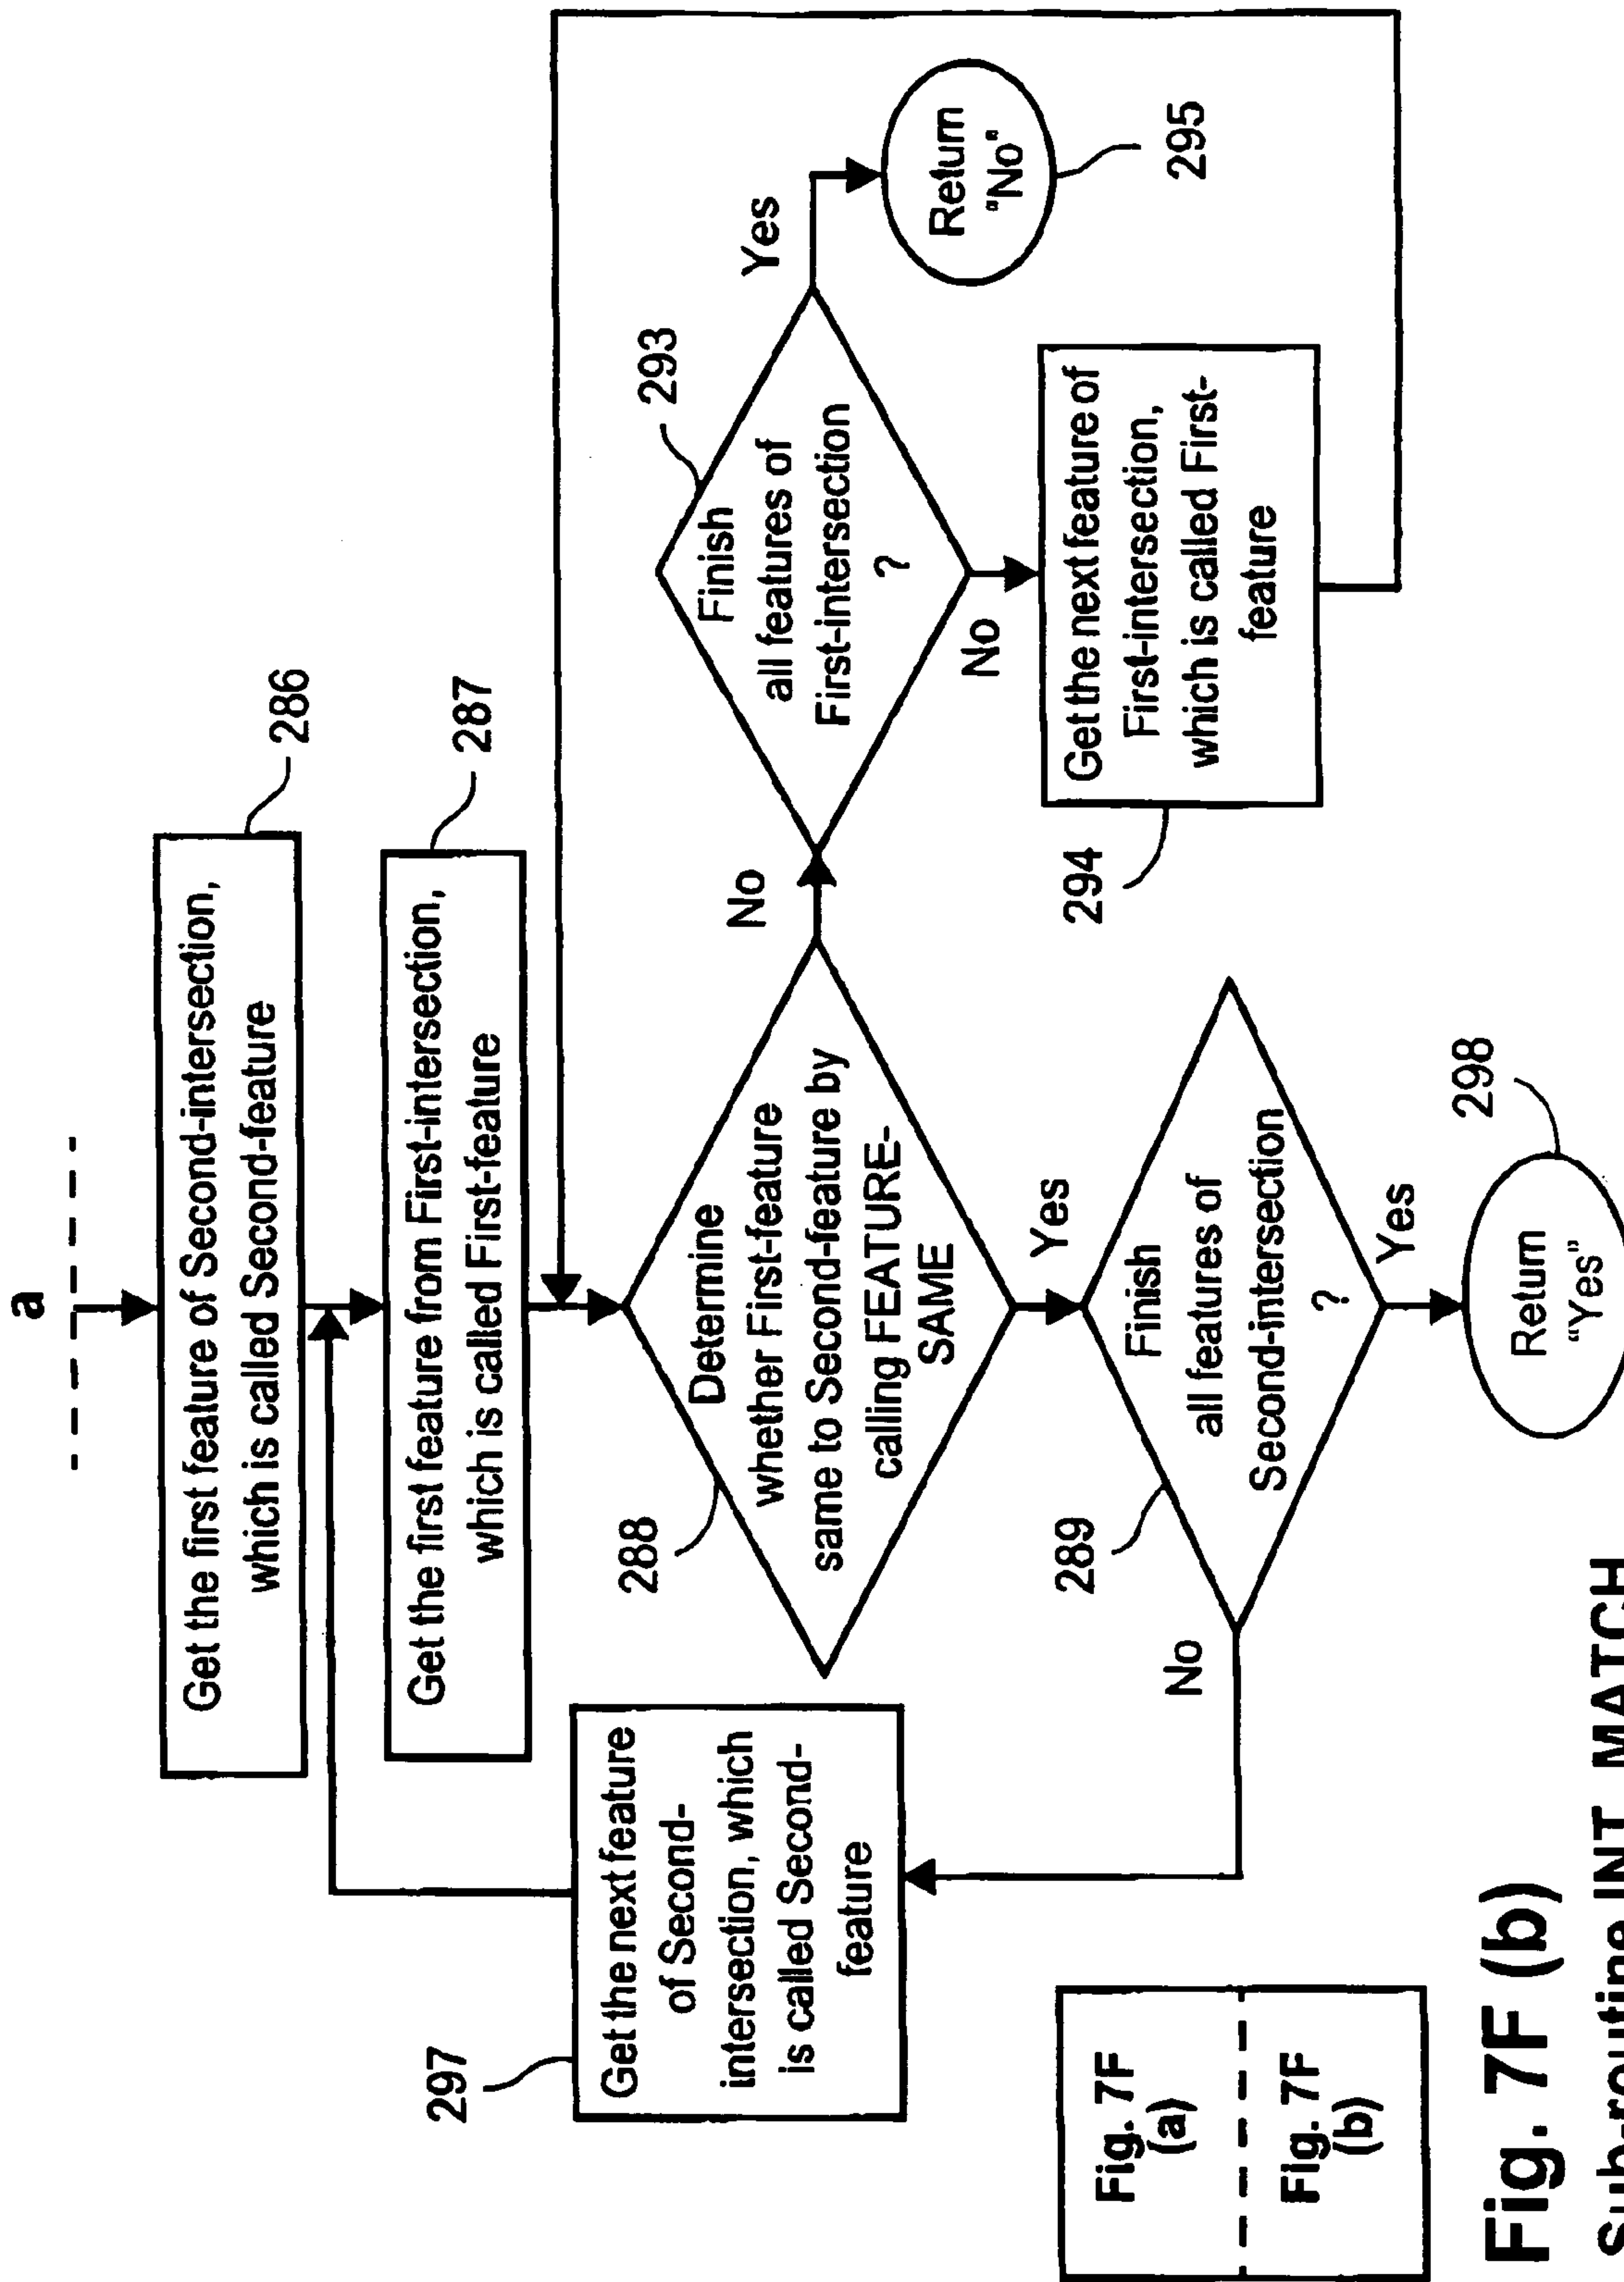 a
Get the first feature of Second-intersection,
which is called Second-feature
286
Get the first feature from First-intersection,
which is called First-feature
287
297
Get the next feature
of Second-
intersection, which
is called Second-
feature
288
Determine
whether First-feature
same to Second-feature by
calling FEATURE-
SAME
No
293
Finish
all features of
First-intersection
?
Yes
Return
"No"
295
No
294
Get the next feature of
First-intersection,
which is called First-
feature
Yes
289
Finish
all features of
Second-intersection
?
No
Yes
Return
"Yes"
298
Fig. 7F
(a)
Fig. 7F
(b)
Fig. 7F (b)
Sub-routine INT_MATCH